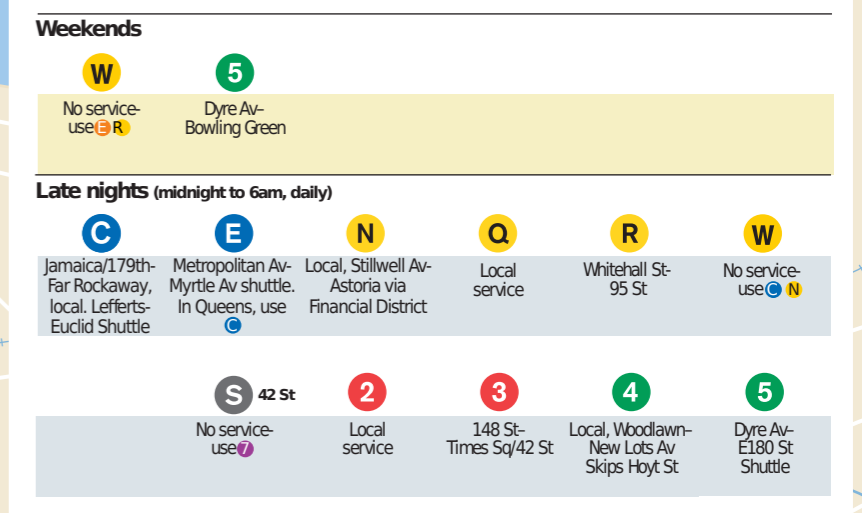 Weekends
W 5
No service- Dyre Av–
use E R Bowling Green
Late nights (midnight to 6am, daily)
C E N Q R W
Jamaica/179th- Metropolitan Av- Local, Stillwell Av- Local Whitehall St- No service-
Far Rockaway, Myrtle Av shuttle. Astoria via service 95 St use C N
local. Lefferts- In Queens, use Financial District
Euclid Shuttle C
S 42 St 2 3 4 5
No service- Local 148 St– Local, Woodlawn– Dyre Av–
use 7 service Times Sq/42 St New Lots Av E180 St
Skips Hoyt St Shuttle